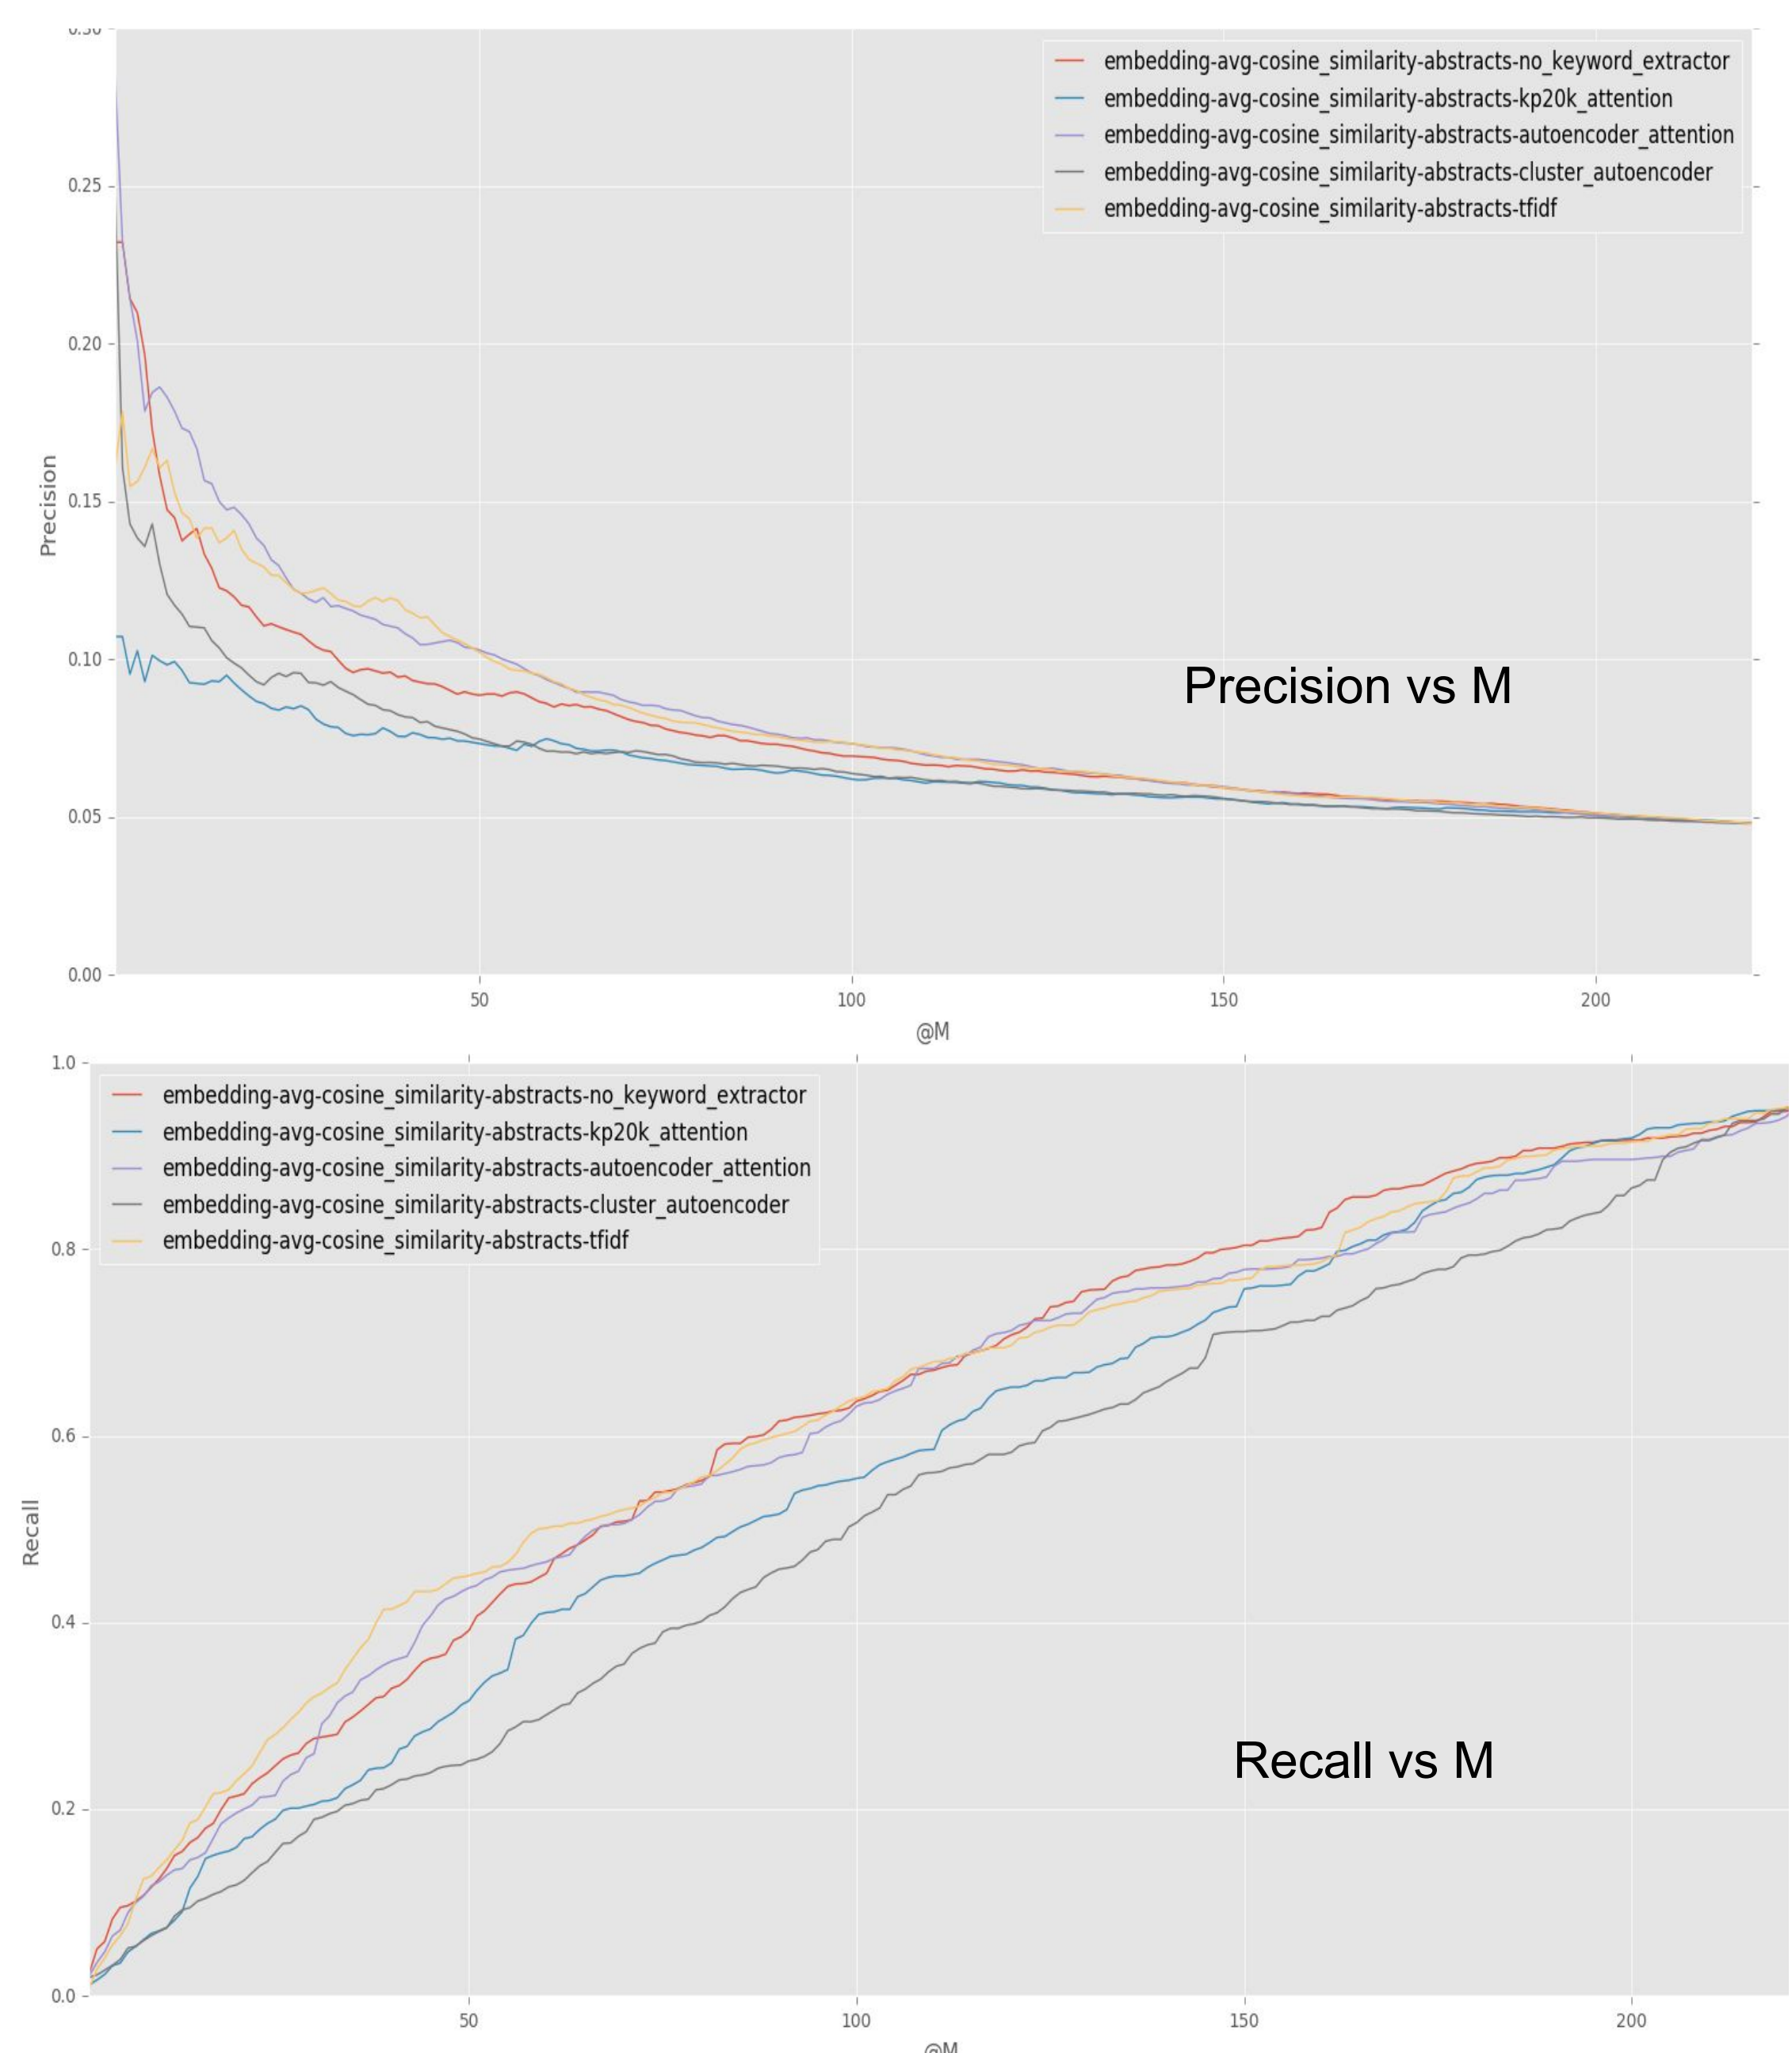 0.30
embedding-avg-cosine_similarity-abstracts-no_keyword_extractor
embedding-avg-cosine_similarity-abstracts-kp20k_attention
embedding-avg-cosine_similarity-abstracts-autoencoder_attention
embedding-avg-cosine_similarity-abstracts-cluster_autoencoder
embedding-avg-cosine_similarity-abstracts-tfidf
0.25
0.20
0.15
Precision
0.10
Precision vs M
0.05
0.00
50 100 150 200
@M
1.0
embedding-avg-cosine_similarity-abstracts-no_keyword_extractor
embedding-avg-cosine_similarity-abstracts-kp20k_attention
embedding-avg-cosine_similarity-abstracts-autoencoder_attention
embedding-avg-cosine_similarity-abstracts-cluster_autoencoder
embedding-avg-cosine_similarity-abstracts-tfidf
0.8
0.6
Recall
0.4
Recall vs M
0.2
0.0
50 100 150 200
@M